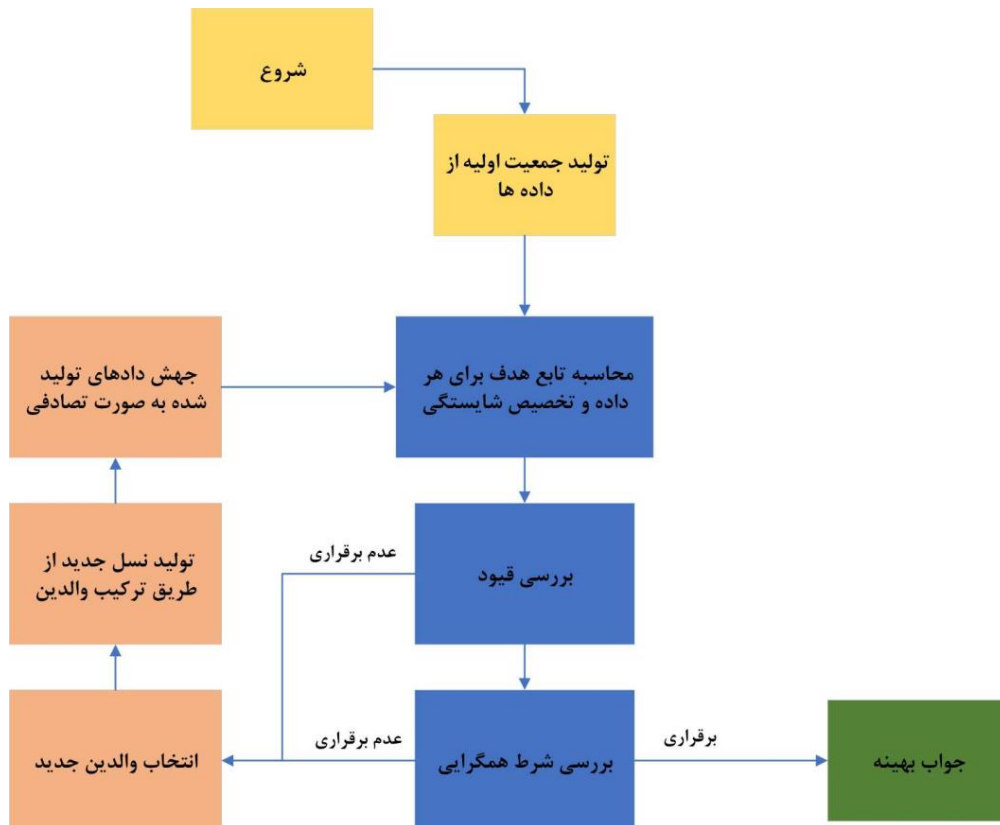 شروع
تولید جمعیت اولیه از
داده ها
محاسبه تابع هدف برای هر
داده و تخصیص شایستگی
جهش دادهای تولید
شده به صورت تصادفی
بررسی قیود
عدم برقراری
تولید نسل جدید از
طریق ترکیب والدین
بررسی شرط همگرایی
برقراری
جواب بهینه
عدم برقراری
انتخاب والدین جدید